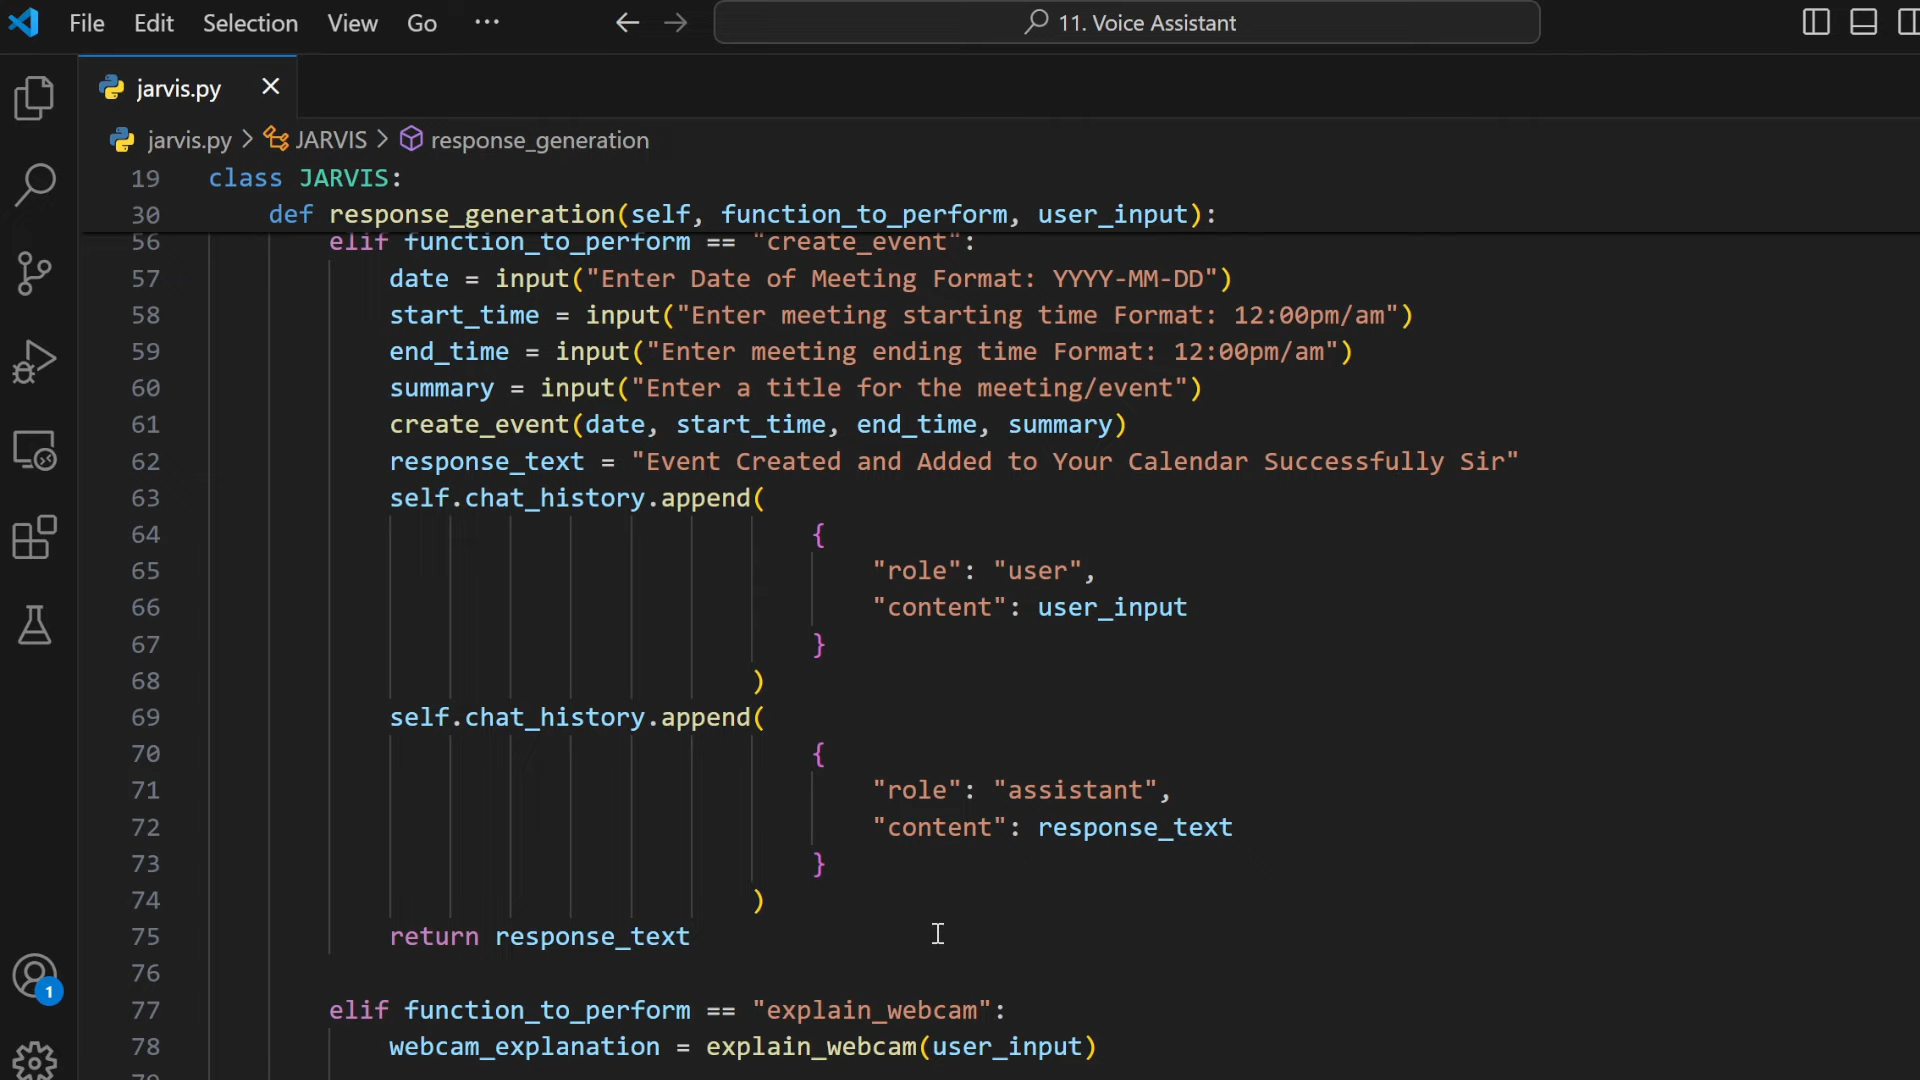 File Edit Selection View Go ··· ← → 11. Voice Assistant
jarvis.py ×
jarvis.py > JARVIS > response_generation
19 class JARVIS:
30 def response_generation(self, function_to_perform, user_input):
56 elif function_to_perform == "create_event":
57 date = input("Enter Date of Meeting Format: YYYY-MM-DD")
58 start_time = input("Enter meeting starting time Format: 12:00pm/am")
59 end_time = input("Enter meeting ending time Format: 12:00pm/am")
60 summary = input("Enter a title for the meeting/event")
61 create_event(date, start_time, end_time, summary)
62 response_text = "Event Created and Added to Your Calendar Successfully Sir"
63 self.chat_history.append(
64 {
65 "role": "user",
66 "content": user_input
67 }
68 )
69 self.chat_history.append(
70 {
71 "role": "assistant",
72 "content": response_text
73 }
74 )
75 return response_text
76
77 elif function_to_perform == "explain_webcam":
78 webcam_explanation = explain_webcam(user_input)
1